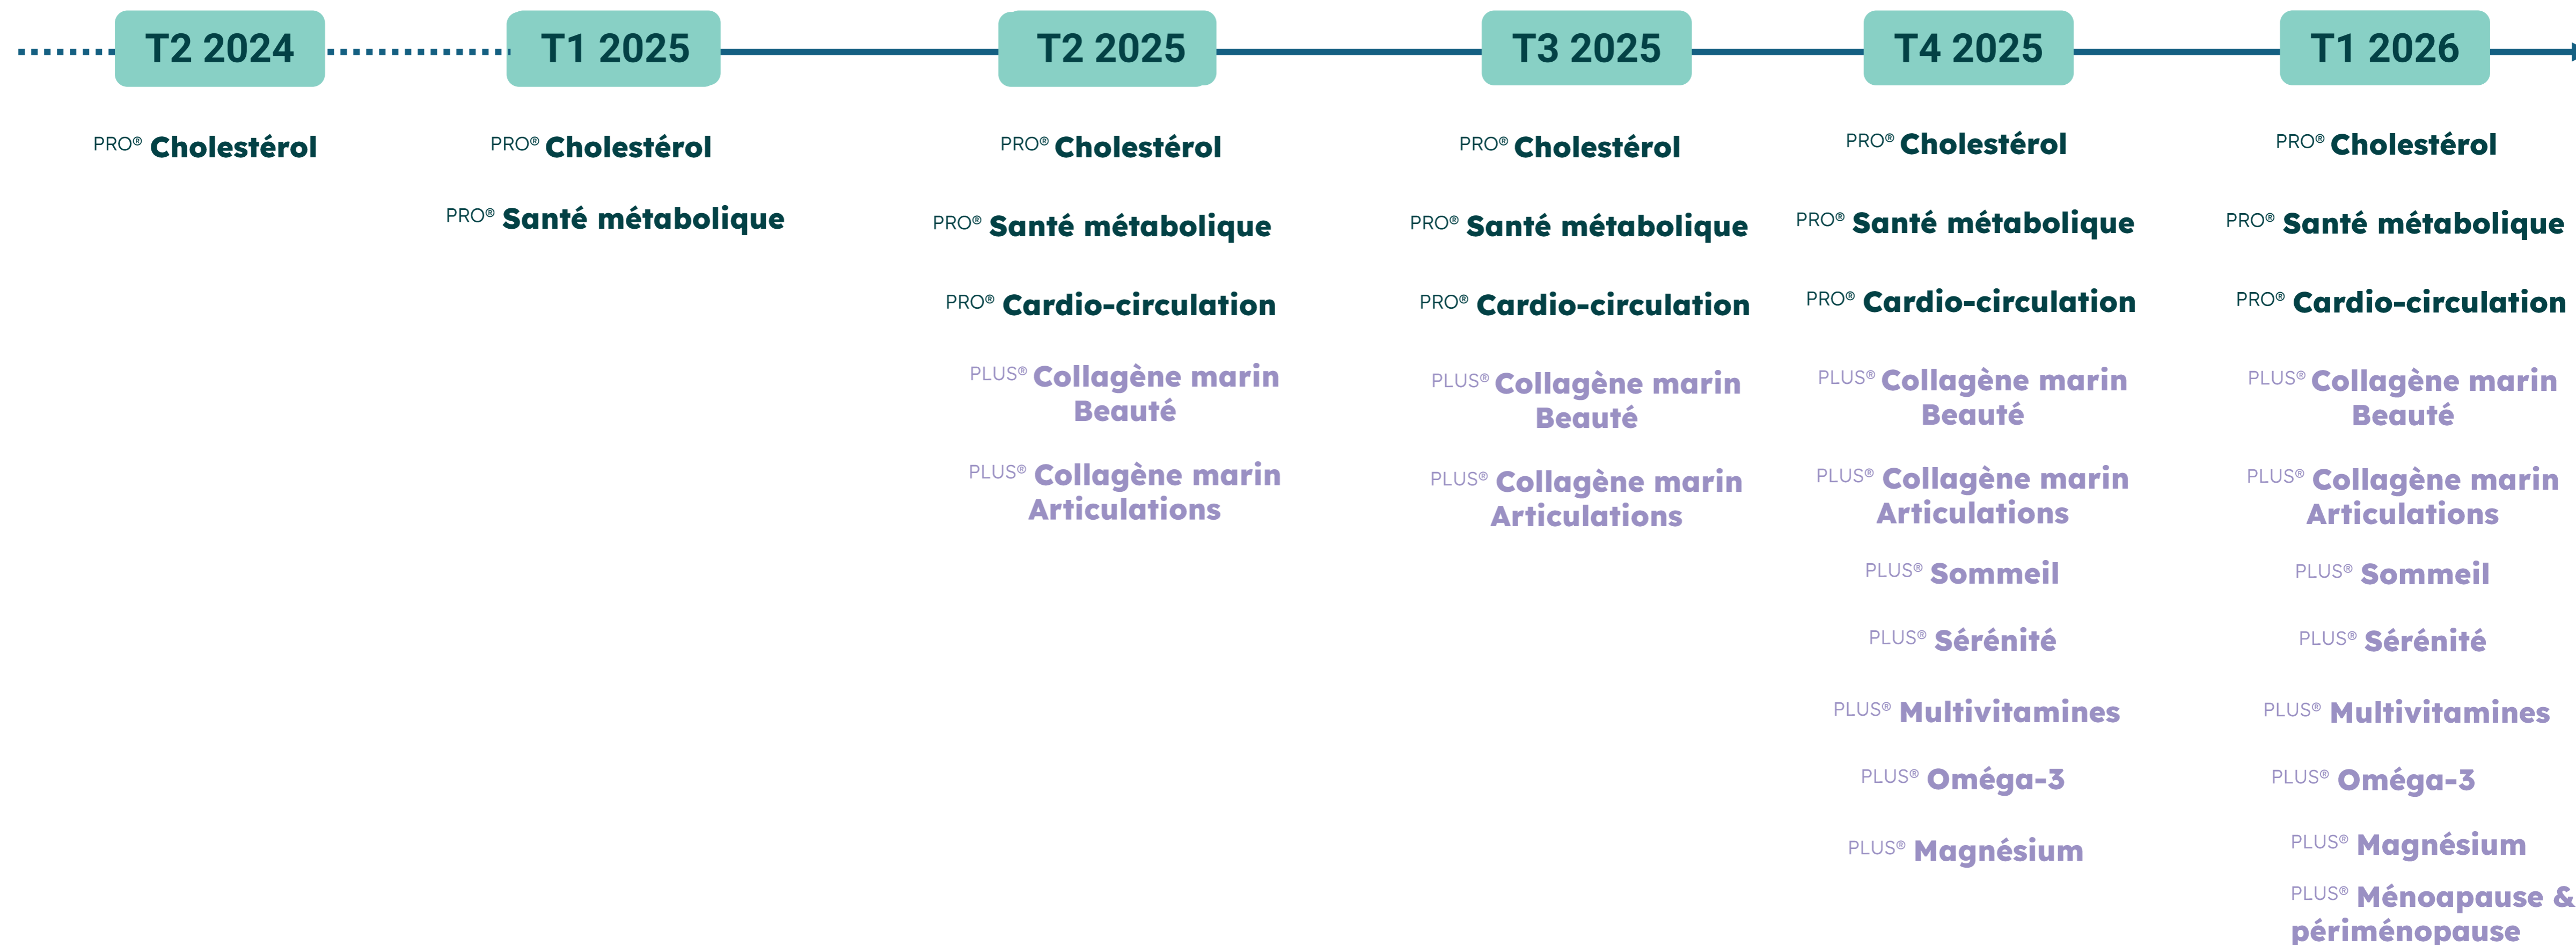 T2 2024
T1 2025
T2 2025
T3 2025
T4 2025
T1 2026
PRO® Cholestérol
PRO® Cholestérol
PRO® Santé métabolique
PRO® Cholestérol
PRO® Santé métabolique
PRO® Cardio-circulation
PLUS® Collagène marin
Beauté
PLUS® Collagène marin
Articulations
PRO® Cholestérol
PRO® Santé métabolique
PRO® Cardio-circulation
PLUS® Collagène marin
Beauté
PLUS® Collagène marin
Articulations
PRO® Cholestérol
PRO® Santé métabolique
PRO® Cardio-circulation
PLUS® Collagène marin
Beauté
PLUS® Collagène marin
Articulations
PLUS® Sommeil
PLUS® Sérénité
PLUS® Multivitamines
PLUS® Oméga-3
PLUS® Magnésium
PRO® Cholestérol
PRO® Santé métabolique
PRO® Cardio-circulation
PLUS® Collagène marin
Beauté
PLUS® Collagène marin
Articulations
PLUS® Sommeil
PLUS® Sérénité
PLUS® Multivitamines
PLUS® Oméga-3
PLUS® Magnésium
PLUS® Ménoapause &
périménopause